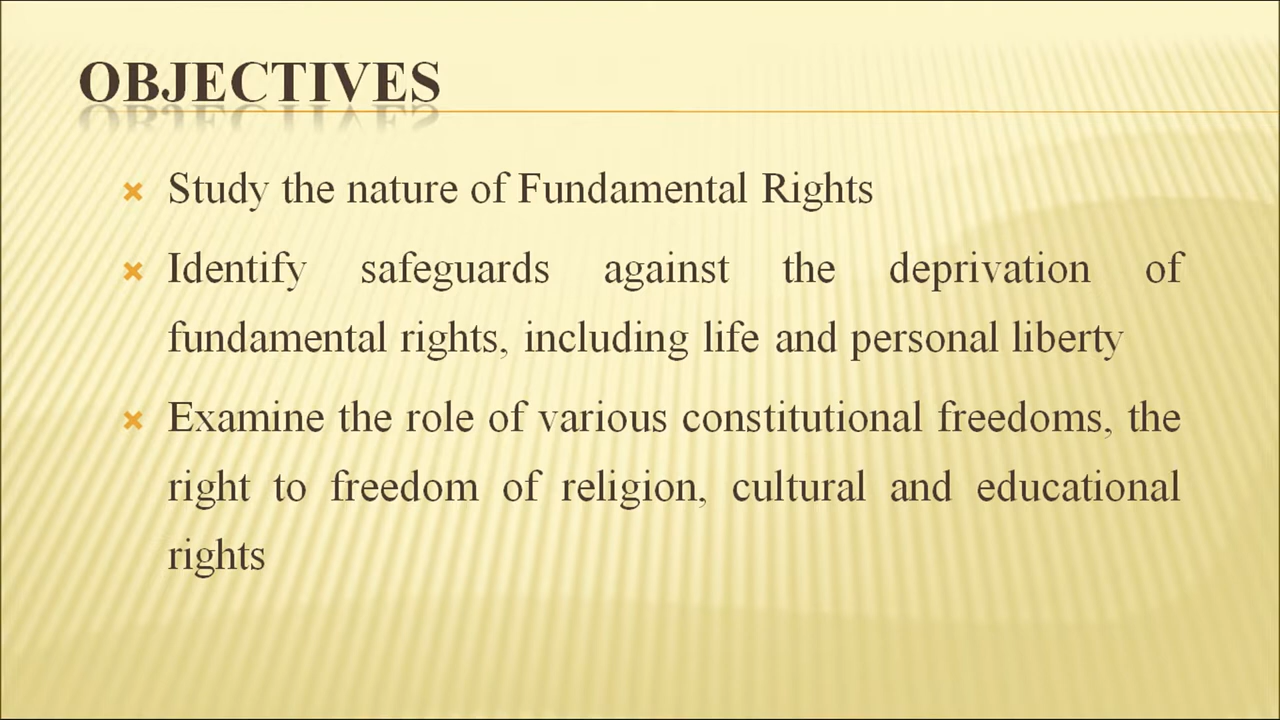 OBJECTIVES
Study the nature of Fundamental Rights
Identify safeguards against the deprivation of
fundamental rights, including life and personal liberty
Examine the role of various constitutional freedoms, the
right to freedom of religion, cultural and educational
rights